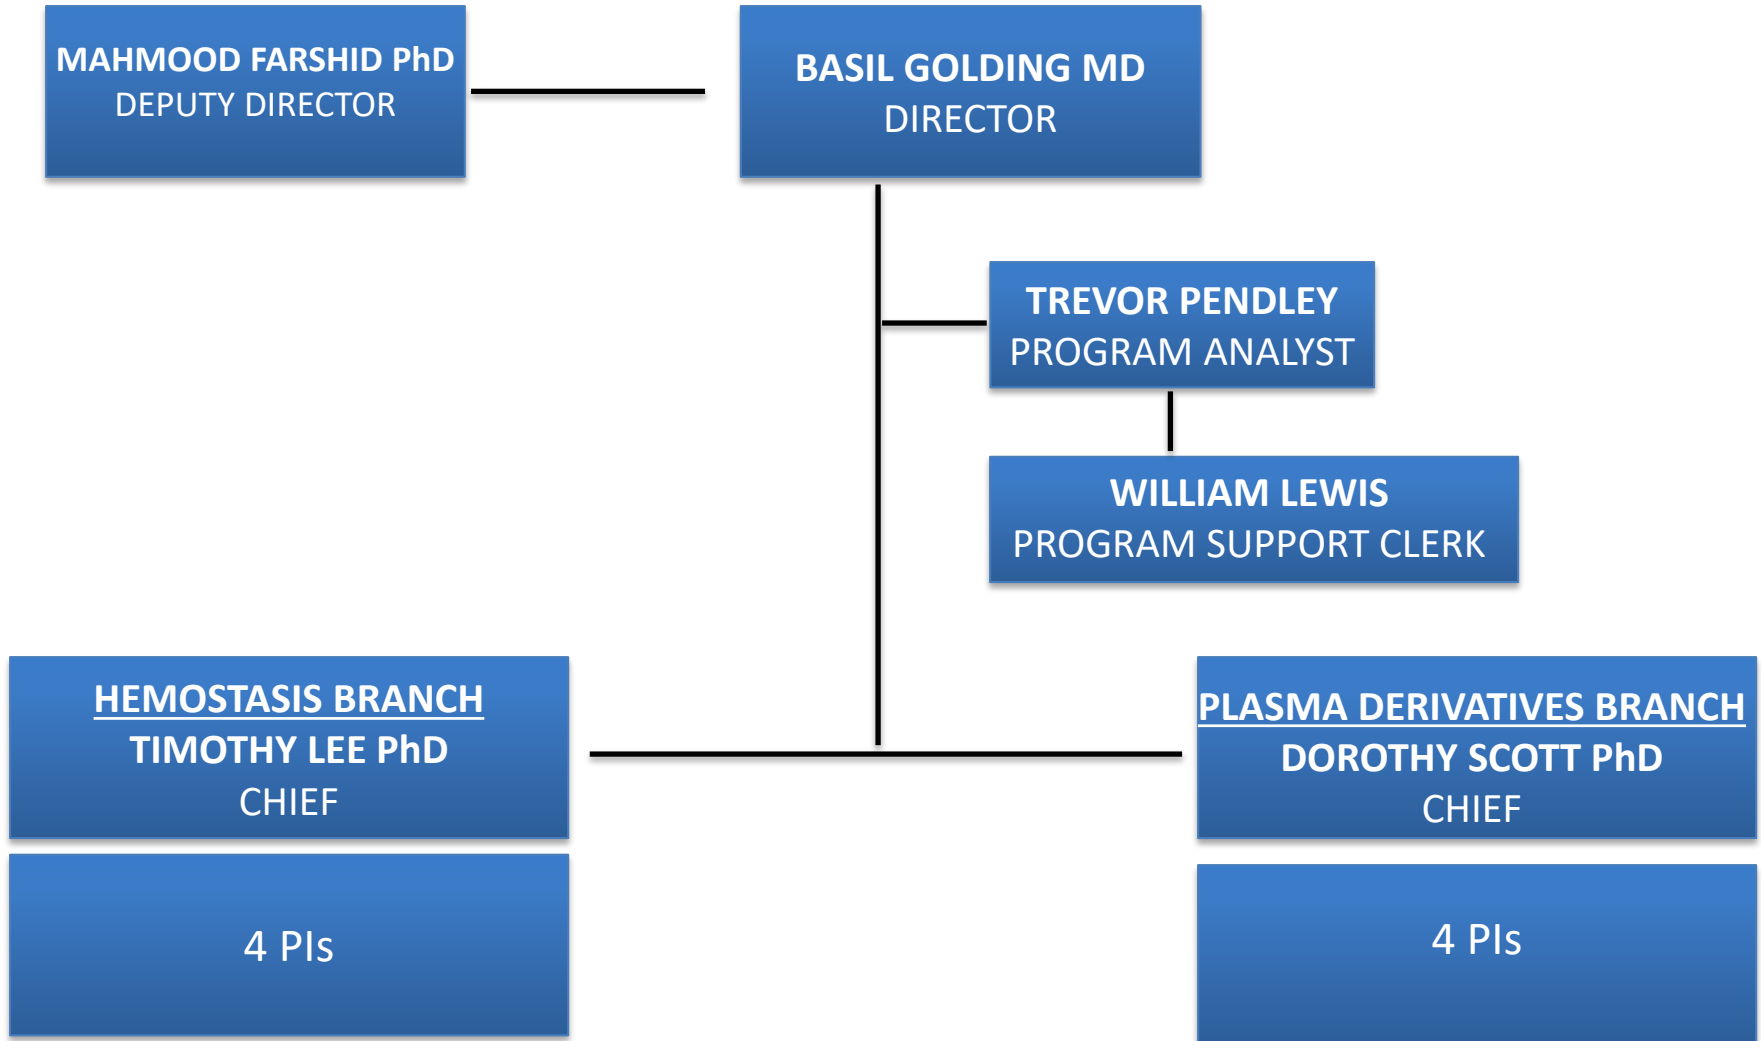 MAHMOOD FARSHID PhD
DEPUTY DIRECTOR
BASIL GOLDING MD
DIRECTOR
TREVOR PENDLEY
PROGRAM ANALYST
WILLIAM LEWIS
PROGRAM SUPPORT CLERK
HEMOSTASIS BRANCH
TIMOTHY LEE PhD
CHIEF
4 PIs
PLASMA DERIVATIVES BRANCH
DOROTHY SCOTT PhD
CHIEF
4 PIs